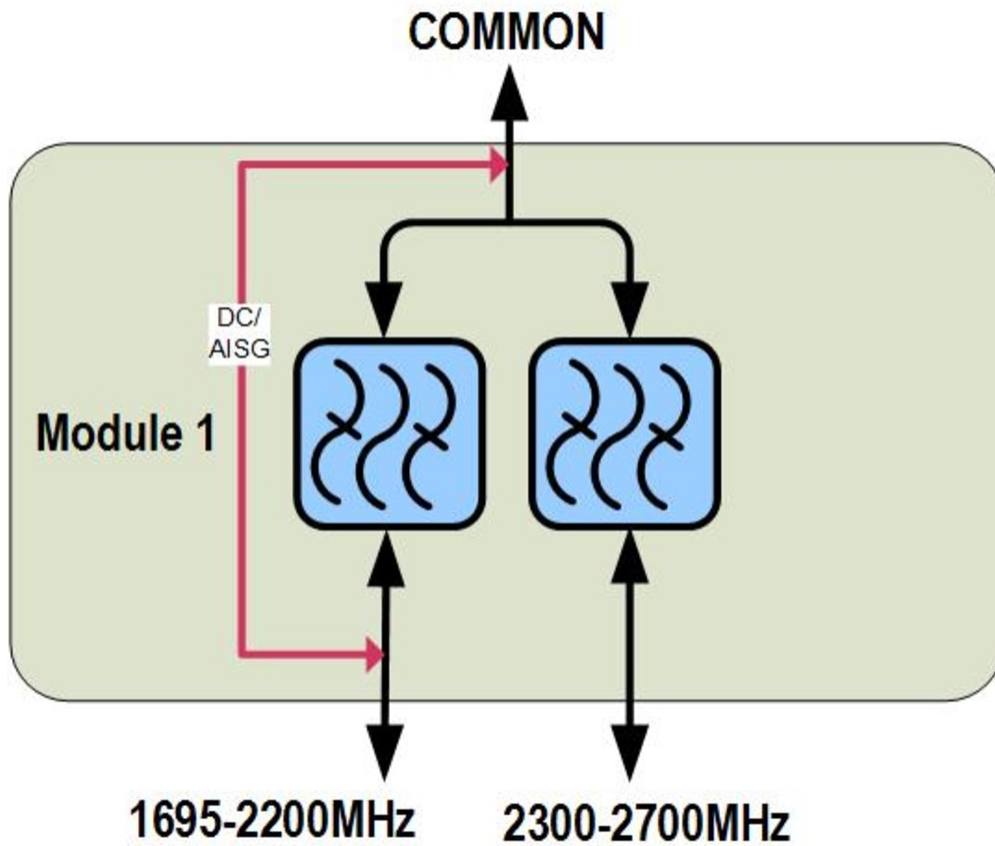 COMMON
DC/
AISG
Module 1
1695-2200MHz
2300-2700MHz